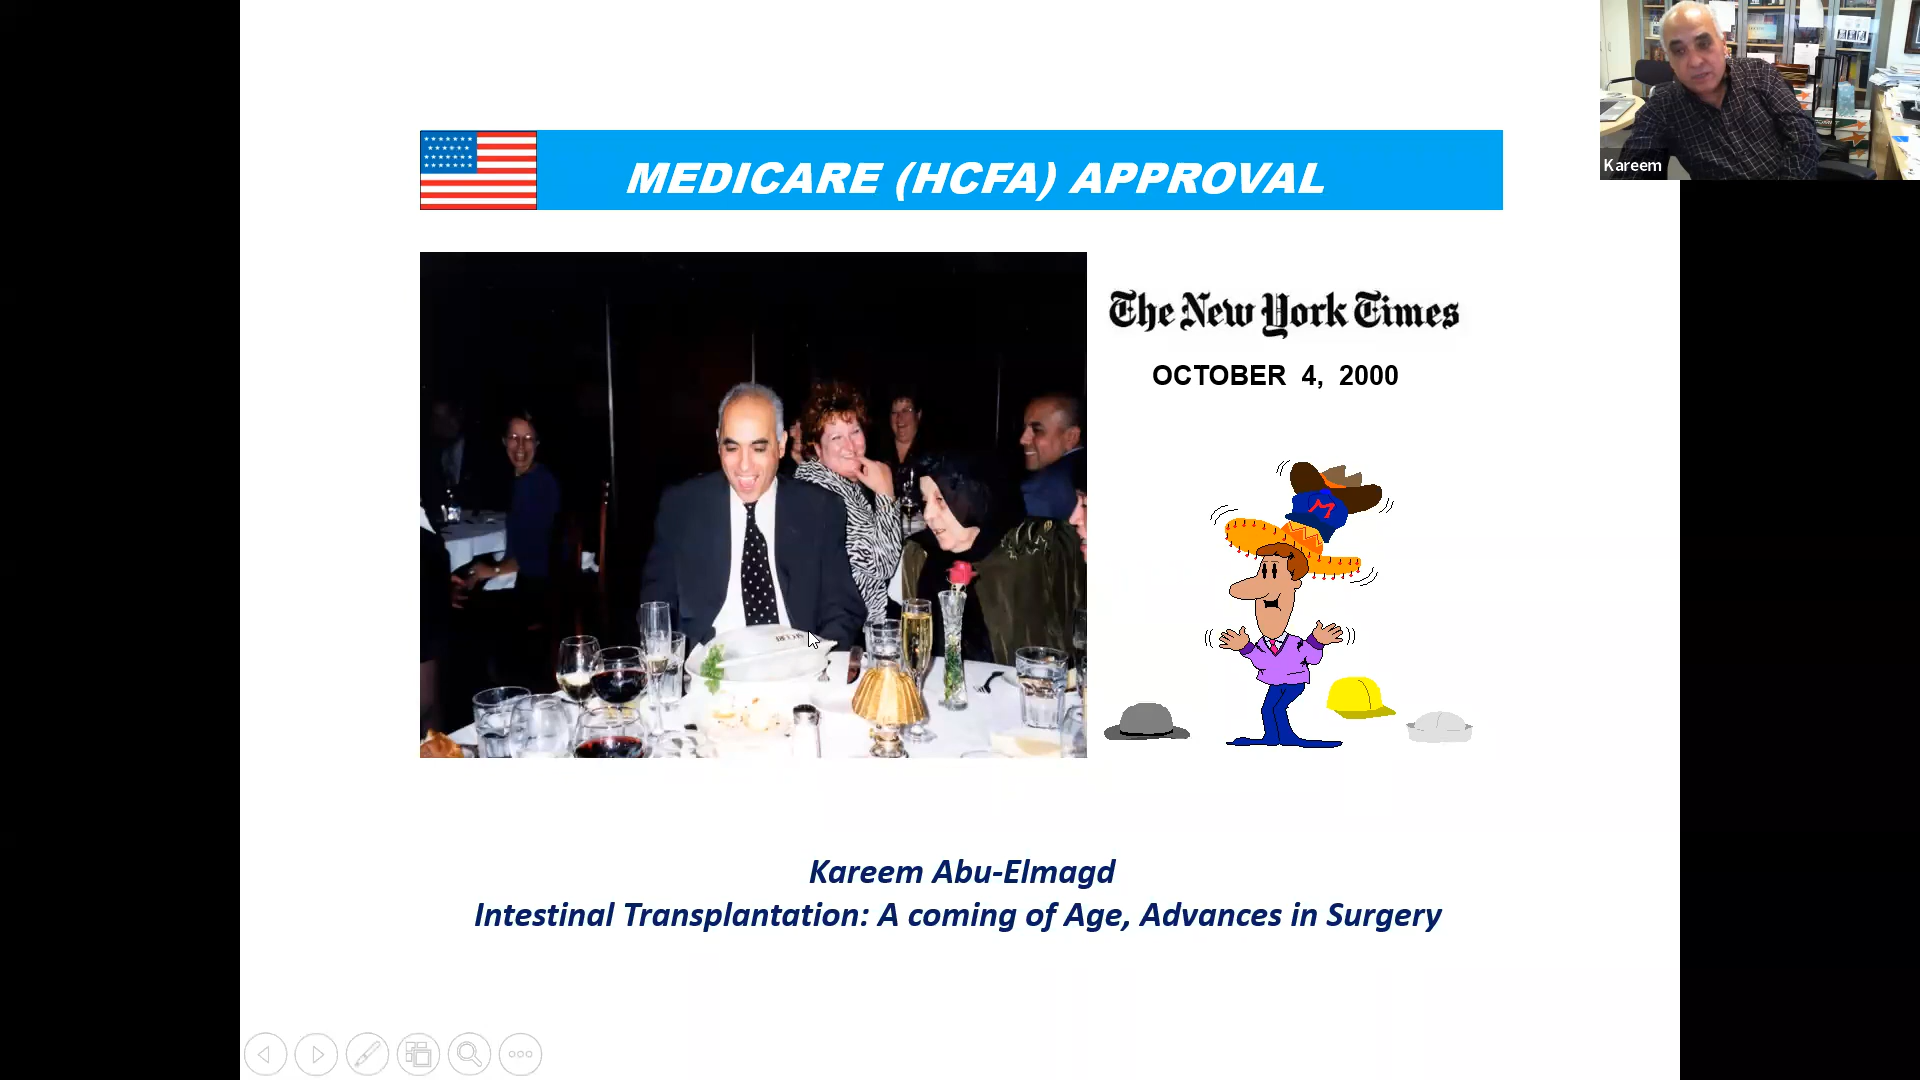 MEDICARE (HCFA) APPROVAL
The New York Times
OCTOBER 4, 2000
M
Kareem Abu-Elmagd
Intestinal Transplantation: A coming of Age, Advances in Surgery
Kareem